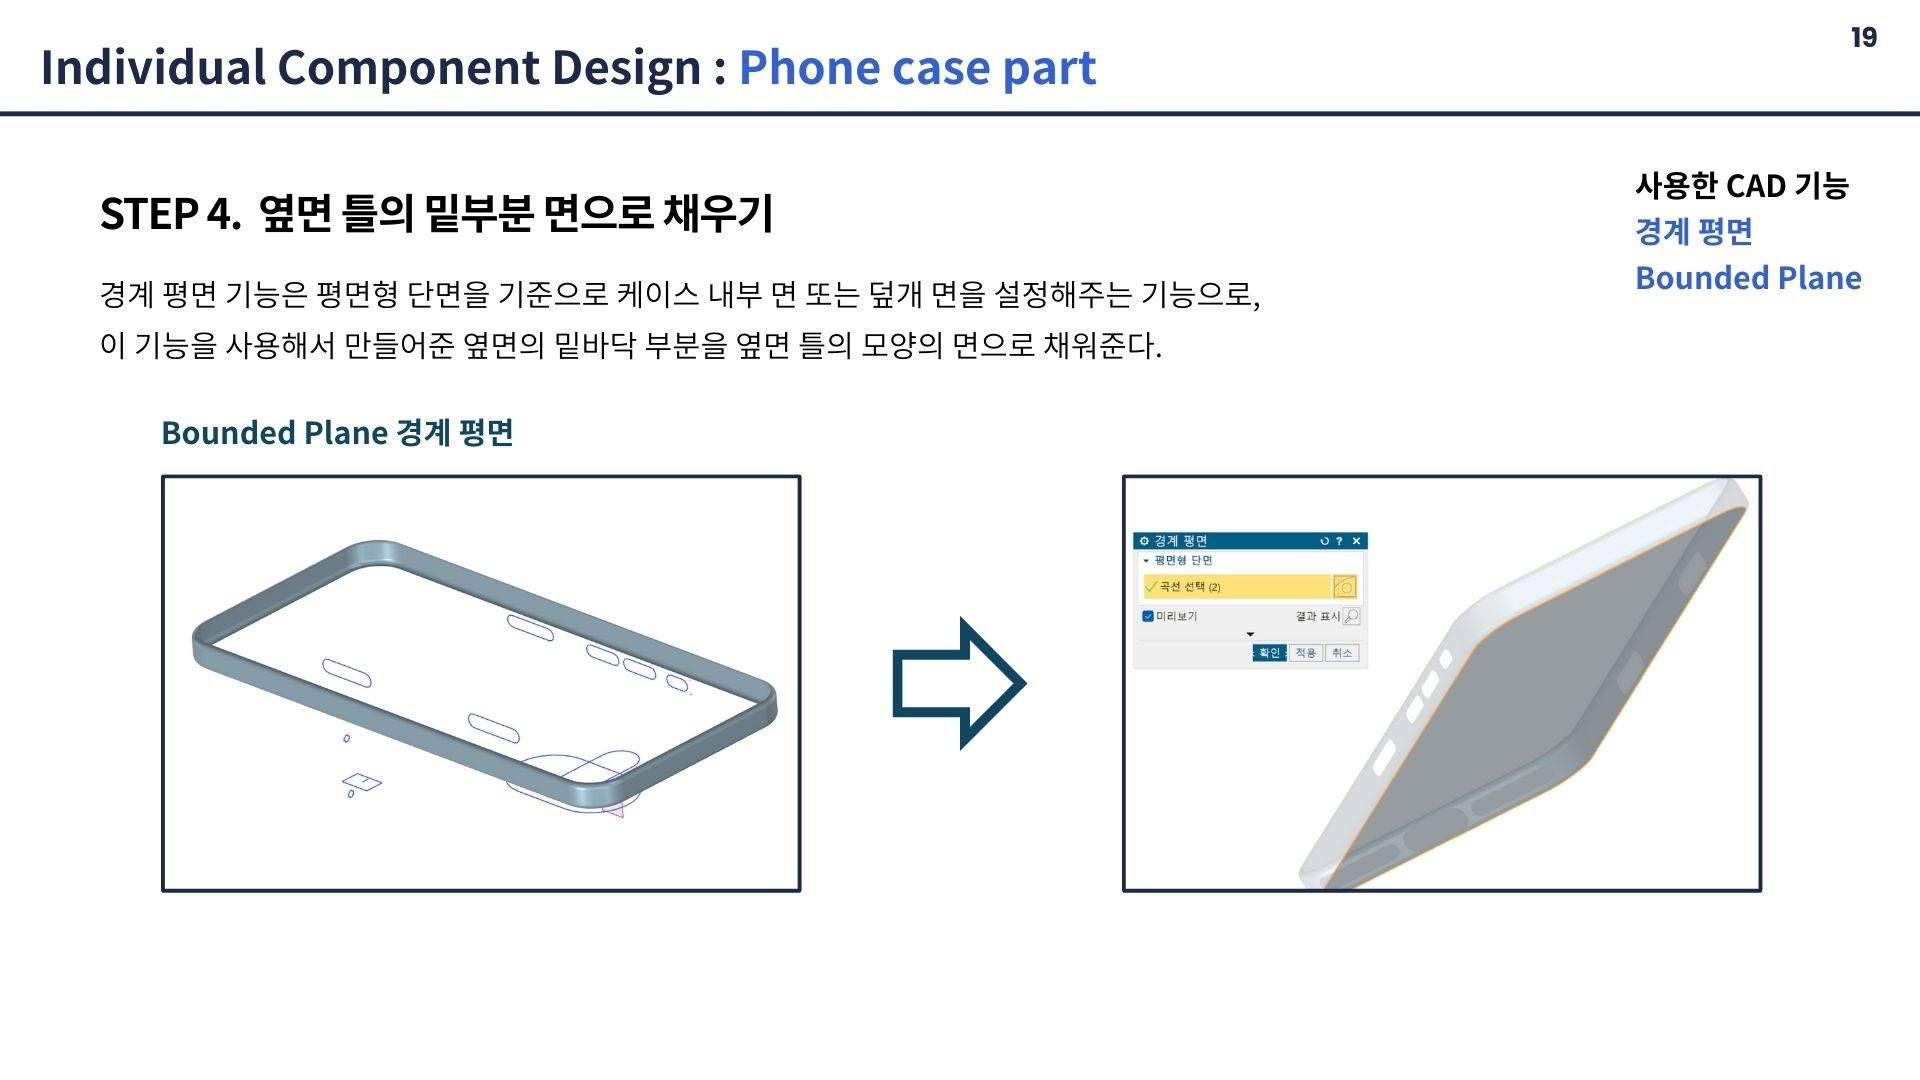 19
Individual Component Design : Phone case part
STEP 4. 옆면 틀의 밑부분 면으로 채우기
사용한 CAD 기능
경계 평면
Bounded Plane
경계 평면 기능은 평면형 단면을 기준으로 케이스 내부 면 또는 덮개 면을 설정해주는 기능으로,
이 기능을 사용해서 만들어준 옆면의 밑바닥 부분을 옆면 틀의 모양의 면으로 채워준다.
Bounded Plane 경계 평면
경계 평면
평면형 단면
곡선 선택 (2)
미리보기 결과 표시
확인 적용 취소